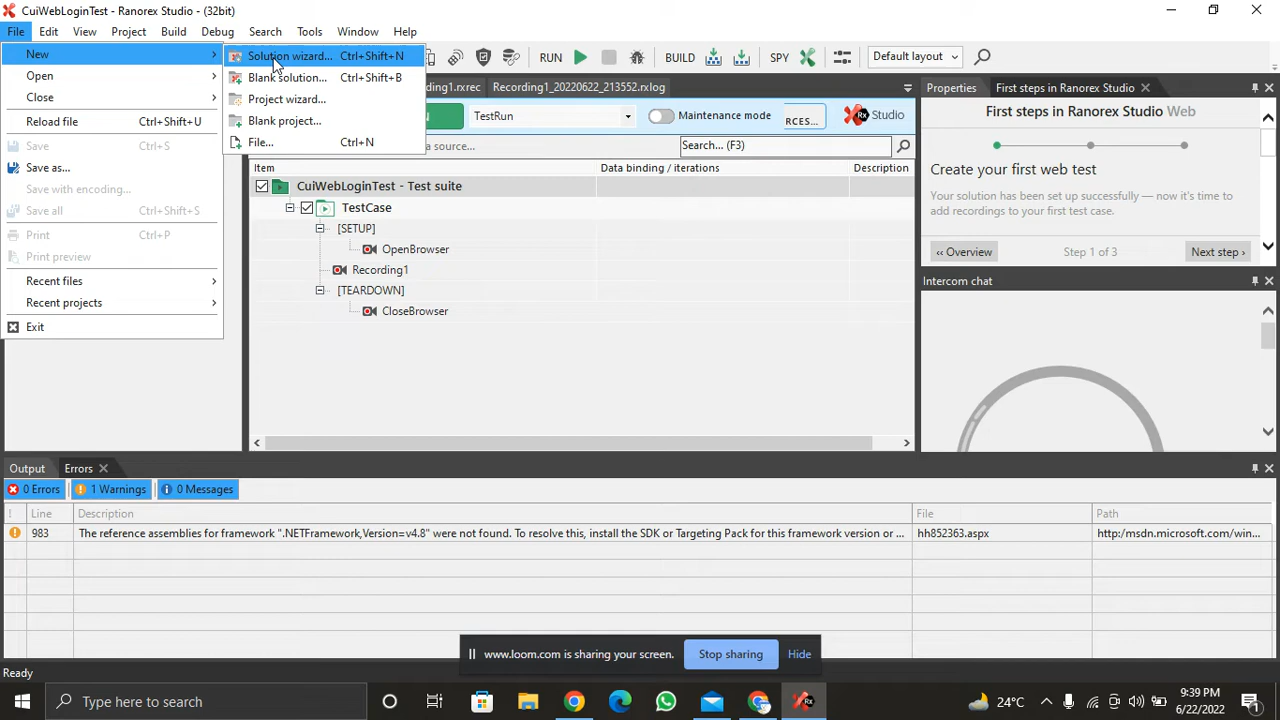 CuiWebLoginTest - Ranorex Studio - (32bit)
File Edit View Project Build Debug Search Tools Window Help
New
Solution wizard... Ctrl+Shift+N
Open
Blank solution... Ctrl+Shift+B
Close
Project wizard...
Reload file Ctrl+Shift+U
Blank project...
Save Ctrl+S
File... Ctrl+N
Save as...
Save with encoding...
Save all Ctrl+Shift+S
Print Ctrl+P
Print preview
Recent files
Recent projects
Exit
RUN BUILD SPY Default layout
ding1.rxrec Recording1_20220622_213552.rxlog
N TestRun Maintenance mode RCES... Rx Studio
a source... Search... (F3)
Item Data binding / iterations Description
CuiWebLoginTest - Test suite
TestCase
[SETUP]
OpenBrowser
Recording1
[TEARDOWN]
CloseBrowser
Properties First steps in Ranorex Studio
First steps in Ranorex Studio Web
Create your first web test
Your solution has been set up successfully — now it's time to
add recordings to your first test case.
‹‹ Overview Step 1 of 3 Next step ›
Intercom chat
Output Errors
0 Errors 1 Warnings 0 Messages
! Line Description File Path
983 The reference assemblies for framework ".NETFramework,Version=v4.8" were not found. To resolve this, install the SDK or Targeting Pack for this framework version or ... hh852363.aspx http:/msdn.microsoft.com/win...
www.loom.com is sharing your screen. Stop sharing Hide
Ready
Type here to search
24°C
9:39 PM
6/22/2022
1